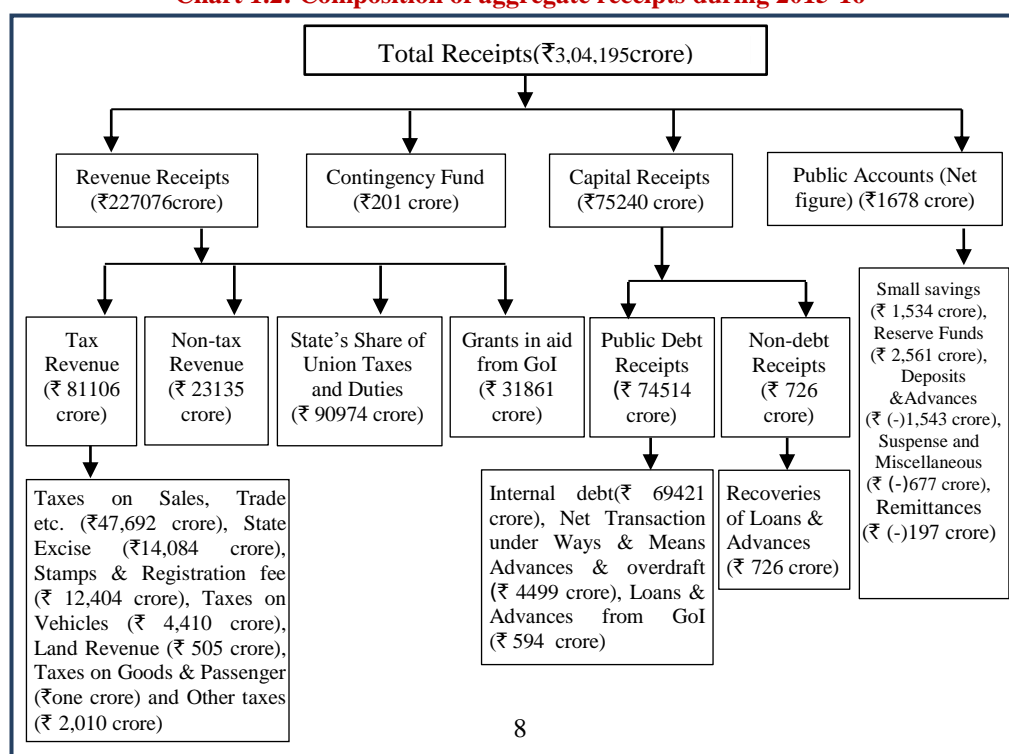 Chart 1.2: Composition of aggregate receipts during 2015-16
Total Receipts(₹3,04,195crore)
Revenue Receipts
(₹227076crore)
Contingency Fund
(₹201 crore)
Capital Receipts
(₹75240 crore)
Public Accounts (Net
figure) (₹1678 crore)
Tax
Revenue
(₹ 81106
crore)
Non-tax
Revenue
(₹ 23135
crore)
State's Share of
Union Taxes
and Duties
(₹ 90974 crore)
Grants in aid
from GoI
(₹ 31861
crore)
Public Debt
Receipts
(₹ 74514
crore)
Non-debt
Receipts
(₹ 726
crore)
Small savings
(₹ 1,534 crore),
Reserve Funds
(₹ 2,561 crore),
Deposits
&Advances
(₹ (-)1,543 crore),
Suspense and
Miscellaneous
(₹ (-)677 crore),
Remittances
(₹ (-)197 crore)
Taxes on Sales, Trade
etc. (₹47,692 crore), State
Excise (₹14,084 crore),
Stamps & Registration fee
(₹ 12,404 crore), Taxes on
Vehicles (₹ 4,410 crore),
Land Revenue (₹ 505 crore),
Taxes on Goods & Passenger
(₹one crore) and Other taxes
(₹ 2,010 crore)
Internal debt(₹ 69421
crore), Net Transaction
under Ways & Means
Advances & overdraft
(₹ 4499 crore), Loans &
Advances from GoI
(₹ 594 crore)
Recoveries
of Loans &
Advances
(₹ 726 crore)
8